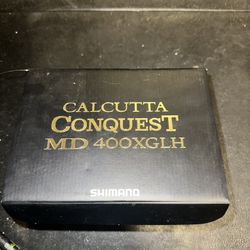 CALCUTTA
CONQUEST
MD 400XGLH
SHIMANO